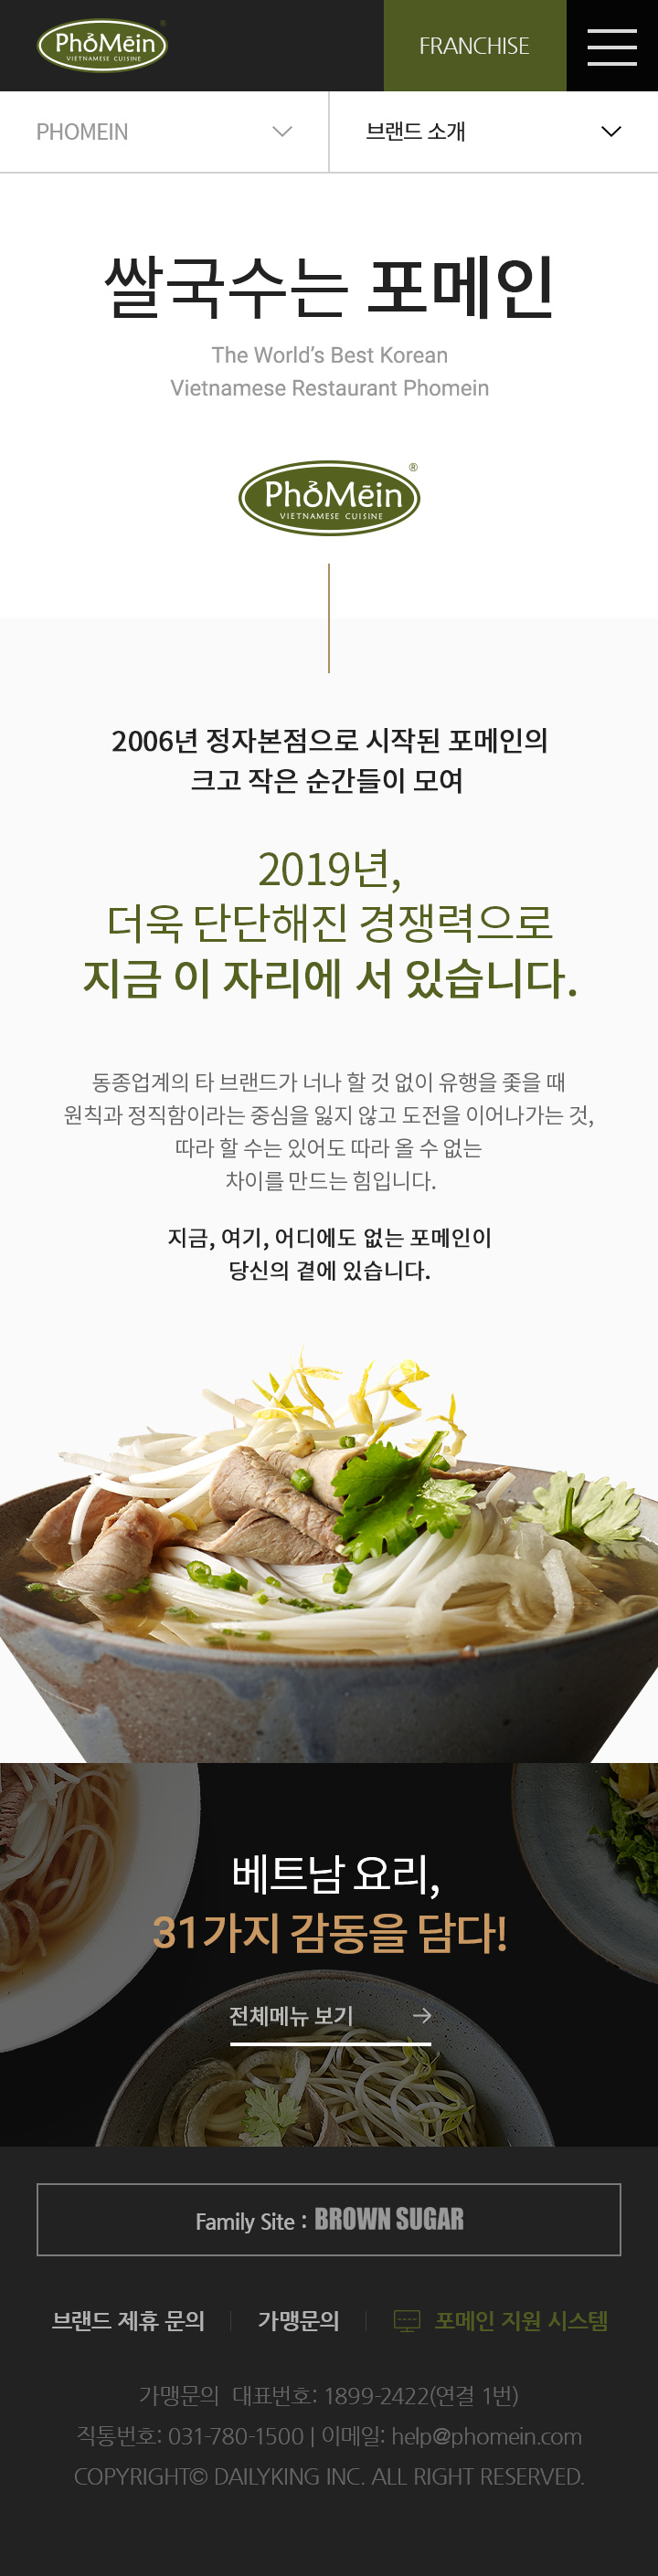 PhỏMēin
VIETNAMESE CUISINE
FRANCHISE
PHOMEIN
브랜드 소개
쌀국수는 포메인
The World's Best Korean
Vietnamese Restaurant Phomein
PhỏMēin®
VIETNAMESE CUISINE
2006년 정자본점으로 시작된 포메인의
크고 작은 순간들이 모여
2019년,
더욱 단단해진 경쟁력으로
지금 이 자리에 서 있습니다.
동종업계의 타 브랜드가 너나 할 것 없이 유행을 좇을 때
원칙과 정직함이라는 중심을 잃지 않고 도전을 이어나가는 것,
따라 할 수는 있어도 따라 올 수 없는
차이를 만드는 힘입니다.
지금, 여기, 어디에도 없는 포메인이
당신의 곁에 있습니다.
베트남 요리,
31가지 감동을 담다!
전체메뉴 보기
Family Site : BROWN SUGAR
브랜드 제휴 문의
가맹문의
포메인 지원 시스템
가맹문의 대표번호: 1899-2422(연결 1번)
직통번호: 031-780-1500 | 이메일: help@phomein.com
COPYRIGHT© DAILYKING INC. ALL RIGHT RESERVED.